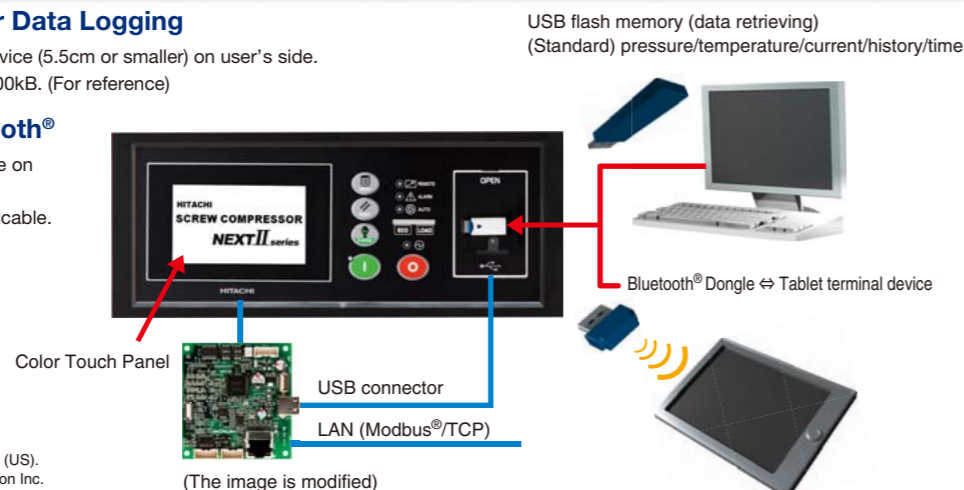 r Data Logging
vice (5.5cm or smaller) on user's side.
00kB. (For reference)
oth®
e on
icable.
USB flash memory (data retrieving)
(Standard) pressure/temperature/current/history/time
HITACHI
SCREW COMPRESSOR
NEXTII series
REMOTE
ALARM
AUTO
ECO LOAD
OPEN
HITACHI
Bluetooth® Dongle ⇔ Tablet terminal device
Color Touch Panel
USB connector
LAN (Modbus®/TCP)
(US).
on Inc.
(The image is modified)